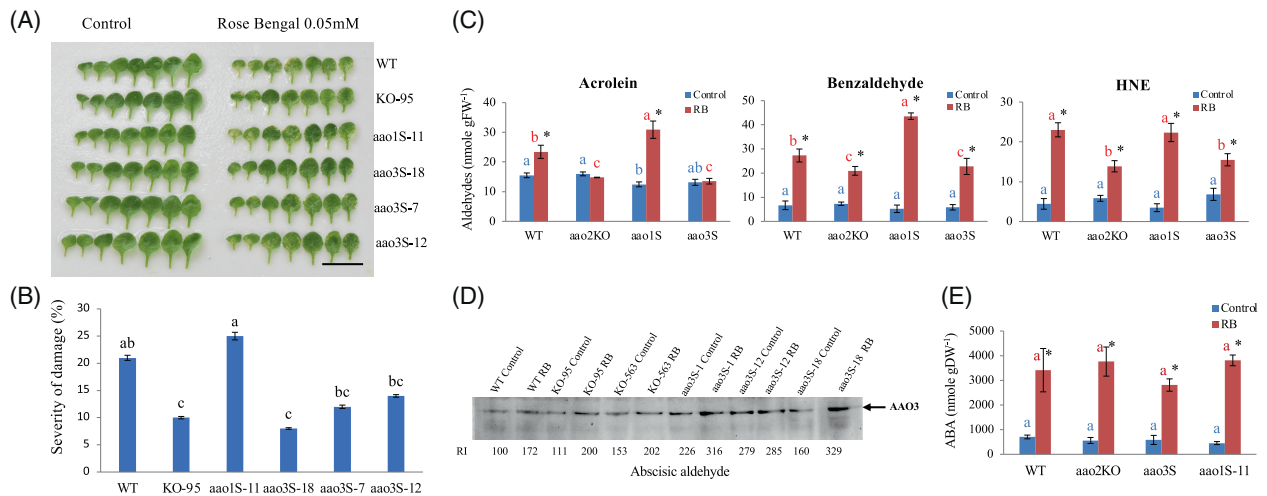 (A)
Control Rose Bengal 0.05mM
WT
KO-95
aao1S-11
aao3S-18
aao3S-7
aao3S-12
(B)
Severity of damage (%)
30
25
20
15
10
5
0
ab
c
a
c
bc
bc
WT KO-95 aao1S-11 aao3S-18 aao3S-7 aao3S-12
(C)
Aldehydes (nmole gFW⁻¹)
Acrolein
Control
RB
40
30
20
10
0
a b* a c b a* ab c
WT aao2KO aao1S aao3S
Benzaldehyde
Control
RB
50
40
30
20
10
0
a a* a c* a a* a c*
WT aao2KO aao1S aao3S
HNE
Control
RB
30
20
10
0
a a* a b* a a* a b*
WT aao2KO aao1S aao3S
(D)
WT Control
WT RB
KO-95 Control
KO-95 RB
KO-563 Control
KO-563 RB
aao3S-1 Control
aao3S-1 RB
aao3S-12 Control
aao3S-12 RB
aao3S-18 Control
aao3S-18 RB
AAO3
RI 100 172 111 200 153 202 226 316 279 285 160 329
Abscisic aldehyde
(E)
Control
RB
ABA (nmole gDW⁻¹)
6000
5000
4000
3000
2000
1000
0
a a* a a* a a* a a*
WT aao2KO aao3S aao1S-11